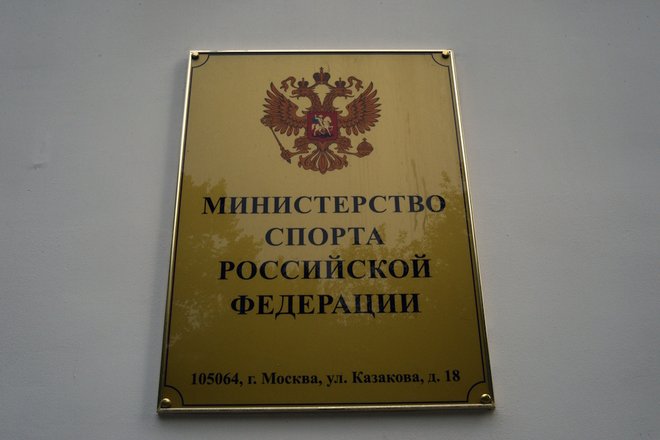 МИНИСТЕРСТВО
СПОРТА
РОССИЙСКОЙ
ФЕДЕРАЦИИ
105064, г. Москва, ул. Казакова, д. 18